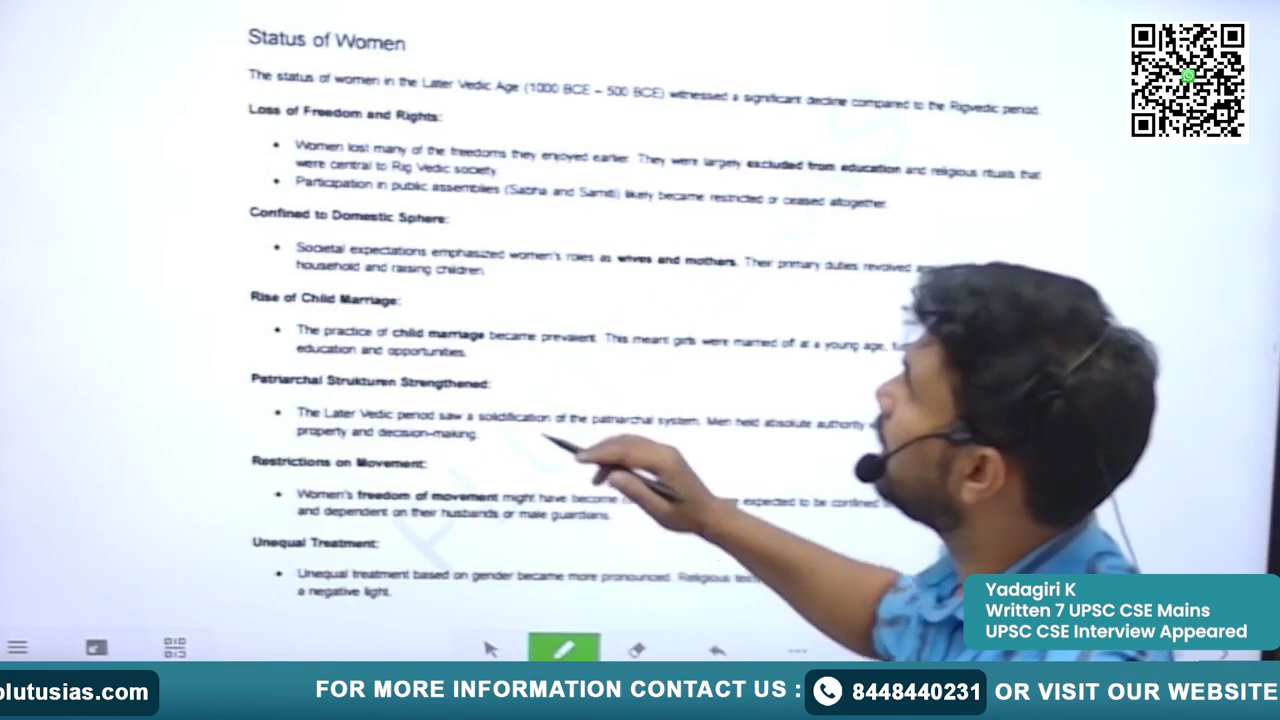 Status of Women
The status of women in the Later Vedic Age (1000 BCE – 500 BCE) witnessed a significant decline compared to the Rigvedic period.
Loss of Freedom and Rights:
• Women lost many of the freedoms they enjoyed earlier. They were largely excluded from education and religious rituals that
were central to Rig Vedic society.
• Participation in public assemblies (Sabha and Samiti) likely became restricted or ceased altogether.
Confined to Domestic Sphere:
• Societal expectations emphasized women's roles as wives and mothers. Their primary duties revolved
household and raising children.
Rise of Child Marriage:
• The practice of child marriage became prevalent. This meant girls were married of at a young age,
education and opportunities.
Patriarchal Strukturen Strengthened:
• The Later Vedic period saw a solidification of the patriarchal system. Men held absolute authority
property and decision-making.
Restrictions on Movement:
• Women's freedom of movement might have become expected to be confined
and dependent on their husbands or male guardians.
Unequal Treatment:
• Unequal treatment based on gender became more pronounced. Religious
a negative light.
Yadagiri K
Written 7 UPSC CSE Mains
UPSC CSE Interview Appeared
olutusias.com FOR MORE INFORMATION CONTACT US : 8448440231 OR VISIT OUR WEBSITE